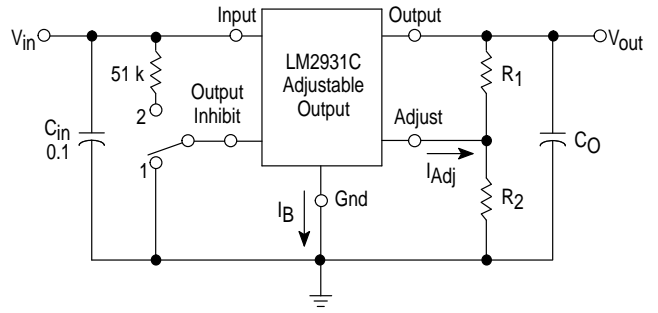 Input
Output
Vin
Vout
LM2931C
Adjustable
Output
51 k
R1
Output
Inhibit
Adjust
2
Cin
0.1
CO
1
IAdj
IB
Gnd
R2